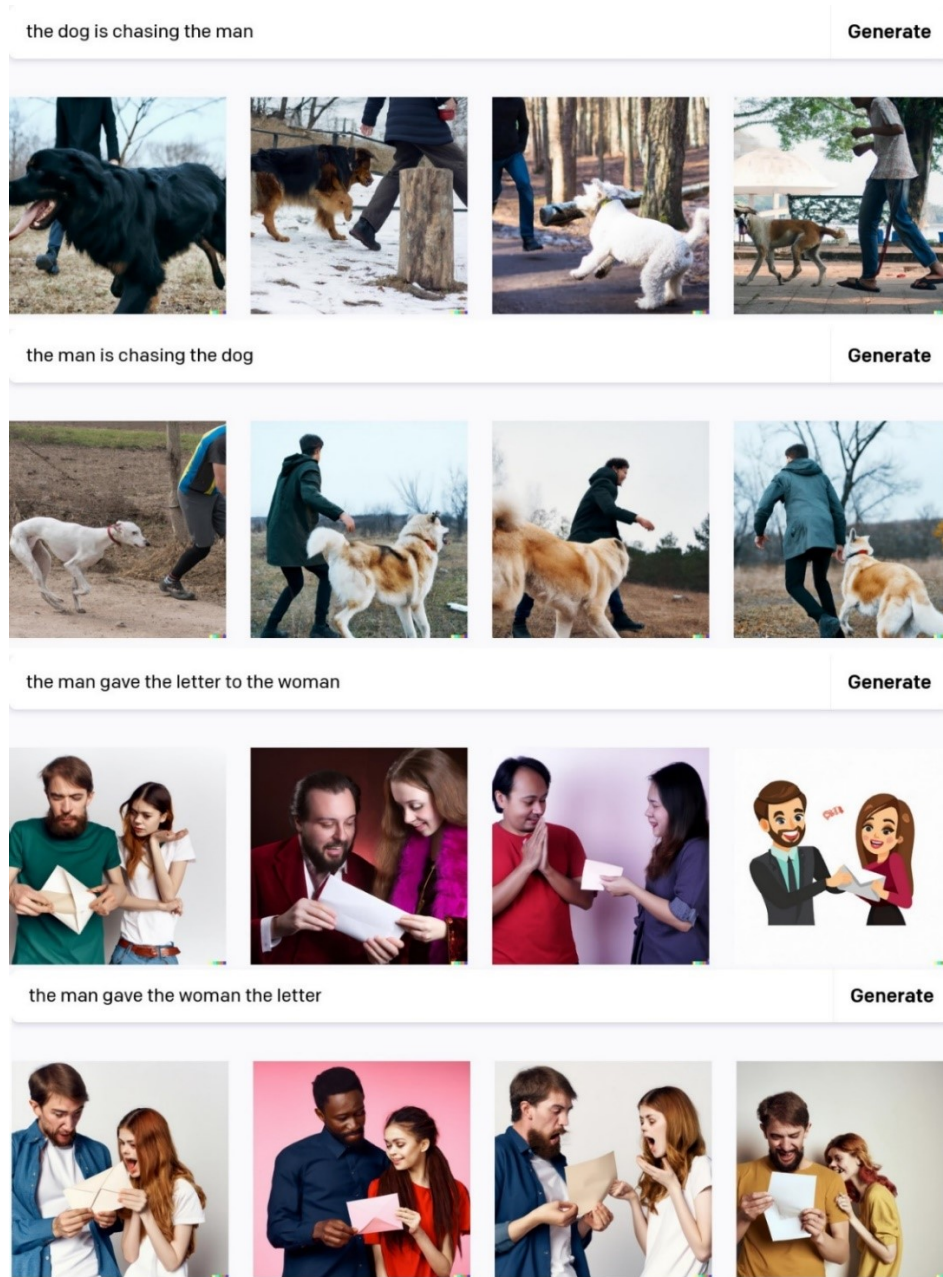 the dog is chasing the man Generate
the man is chasing the dog Generate
the man gave the letter to the woman Generate
the man gave the woman the letter Generate